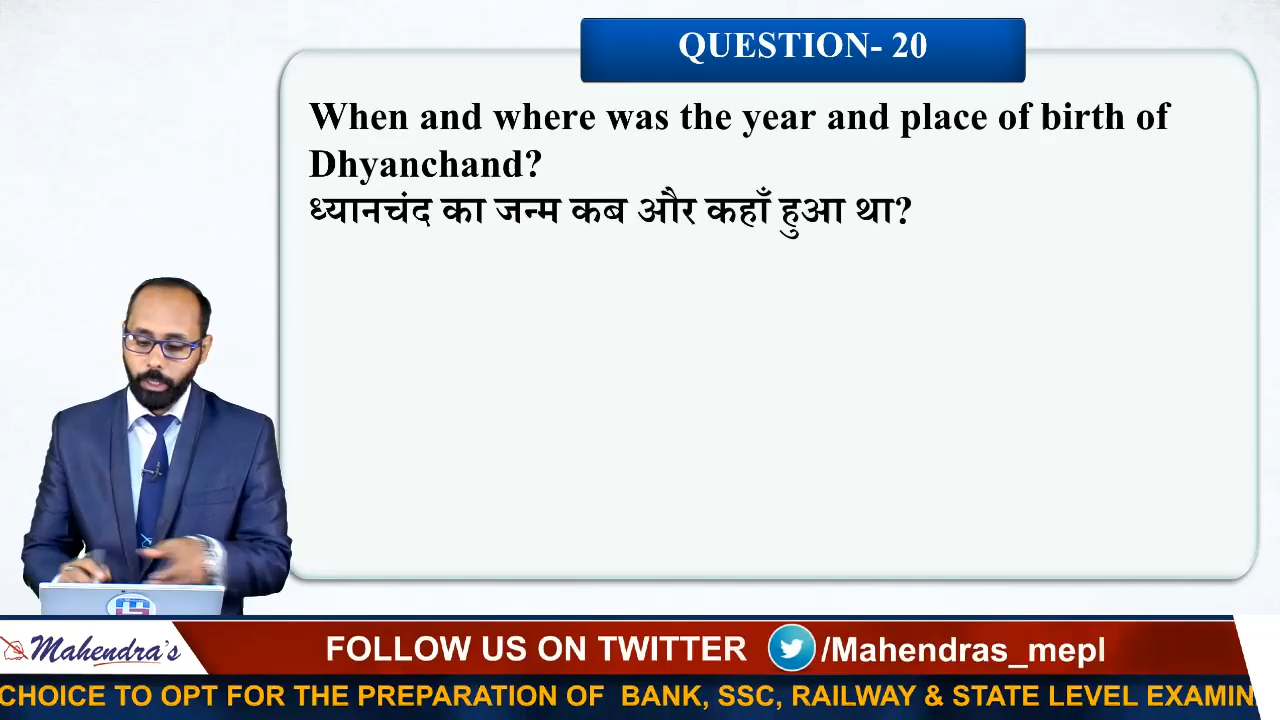 QUESTION- 20
When and where was the year and place of birth of
Dhyanchand?
ध्यानचंद का जन्म कब और कहाँ हुआ था?
Mahendra's
FOLLOW US ON TWITTER /Mahendras_mepl
CHOICE TO OPT FOR THE PREPARATION OF BANK, SSC, RAILWAY & STATE LEVEL EXAMIN